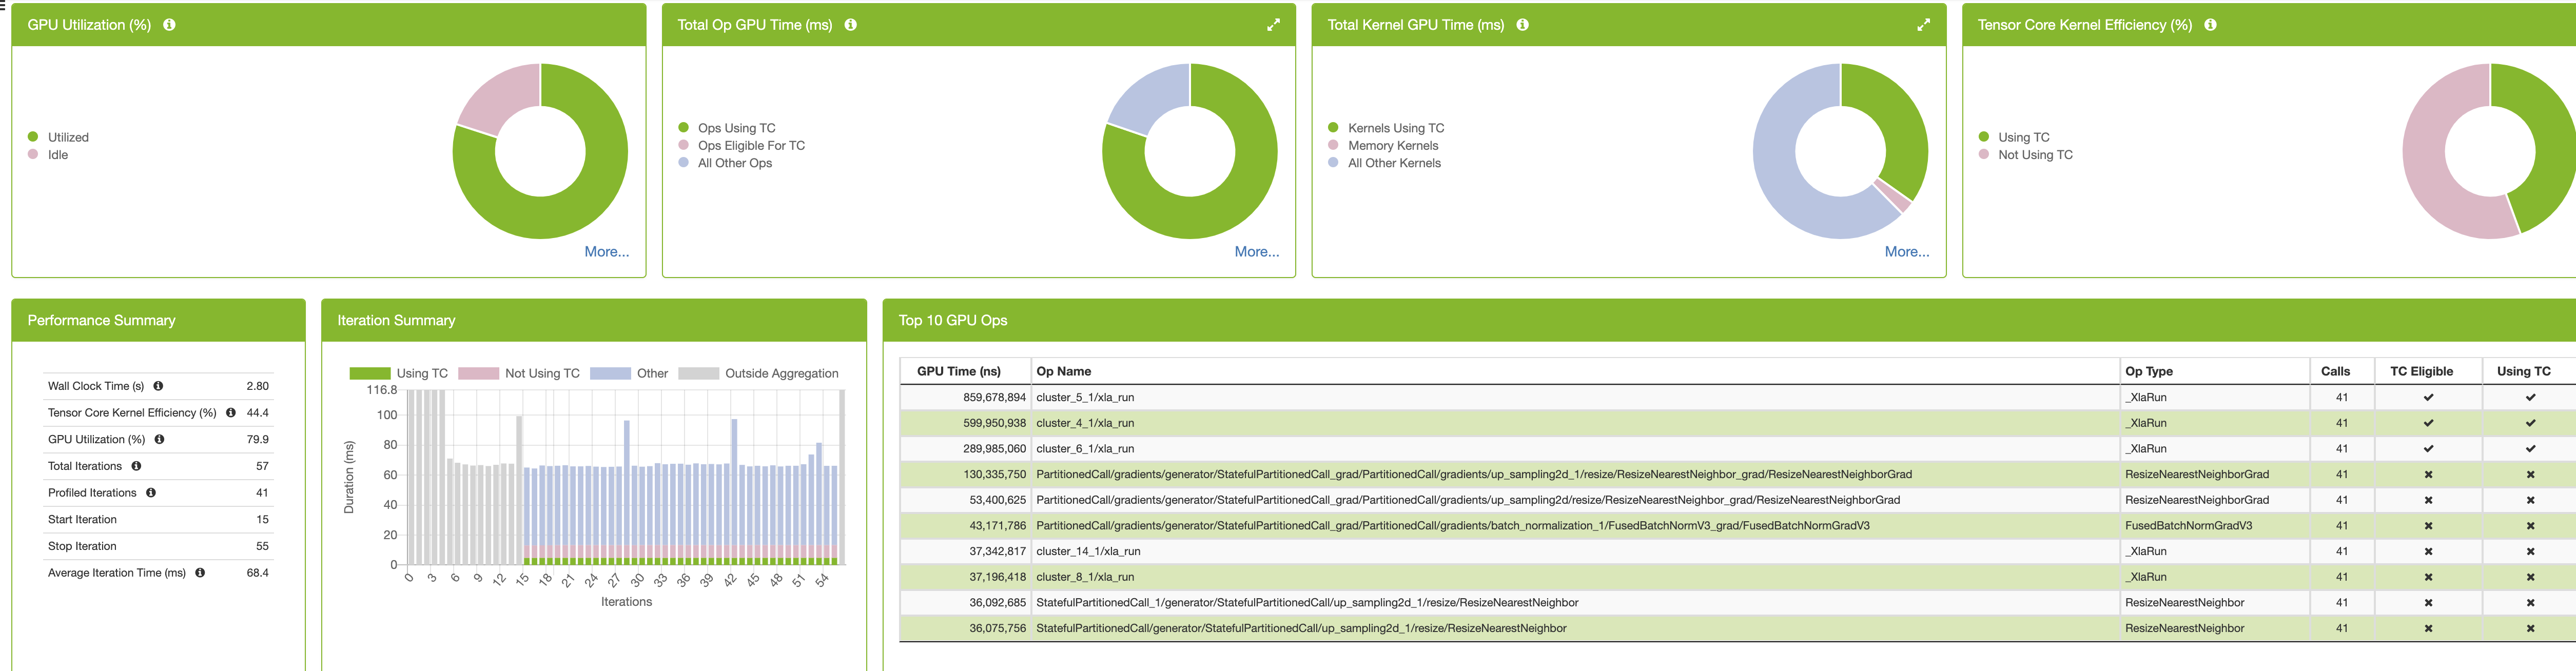 GPU Utilization (%)
Utilized
Idle
More...
Total Op GPU Time (ms)
Ops Using TC
Ops Eligible For TC
All Other Ops
More...
Total Kernel GPU Time (ms)
Kernels Using TC
Memory Kernels
All Other Kernels
More...
Tensor Core Kernel Efficiency (%)
Using TC
Not Using TC
Performance Summary
Wall Clock Time (s) 2.80
Tensor Core Kernel Efficiency (%) 44.4
GPU Utilization (%) 79.9
Total Iterations 57
Profiled Iterations 41
Start Iteration 15
Stop Iteration 55
Average Iteration Time (ms) 68.4
Iteration Summary
Using TC Not Using TC Other Outside Aggregation
116.8
100
80
60
40
20
0
Duration (ms)
0 3 6 9 12 15 18 21 24 27 30 33 36 39 42 45 48 51 54
Iterations
Top 10 GPU Ops
GPU Time (ns) Op Name Op Type Calls TC Eligible Using TC
859,678,894 cluster_5_1/xla_run _XlaRun 41 ✔ ✔
599,950,938 cluster_4_1/xla_run _XlaRun 41 ✔ ✔
289,985,060 cluster_6_1/xla_run _XlaRun 41 ✔ ✔
130,335,750 PartitionedCall/gradients/generator/StatefulPartitionedCall_grad/PartitionedCall/gradients/up_sampling2d_1/resize/ResizeNearestNeighbor_grad/ResizeNearestNeighborGrad ResizeNearestNeighborGrad 41 ✖ ✖
53,400,625 PartitionedCall/gradients/generator/StatefulPartitionedCall_grad/PartitionedCall/gradients/up_sampling2d/resize/ResizeNearestNeighbor_grad/ResizeNearestNeighborGrad ResizeNearestNeighborGrad 41 ✖ ✖
43,171,786 PartitionedCall/gradients/generator/StatefulPartitionedCall_grad/PartitionedCall/gradients/batch_normalization_1/FusedBatchNormV3_grad/FusedBatchNormGradV3 FusedBatchNormGradV3 41 ✖ ✖
37,342,817 cluster_14_1/xla_run _XlaRun 41 ✖ ✖
37,196,418 cluster_8_1/xla_run _XlaRun 41 ✖ ✖
36,092,685 StatefulPartitionedCall_1/generator/StatefulPartitionedCall/up_sampling2d_1/resize/ResizeNearestNeighbor ResizeNearestNeighbor 41 ✖ ✖
36,075,756 StatefulPartitionedCall/generator/StatefulPartitionedCall/up_sampling2d_1/resize/ResizeNearestNeighbor ResizeNearestNeighbor 41 ✖ ✖